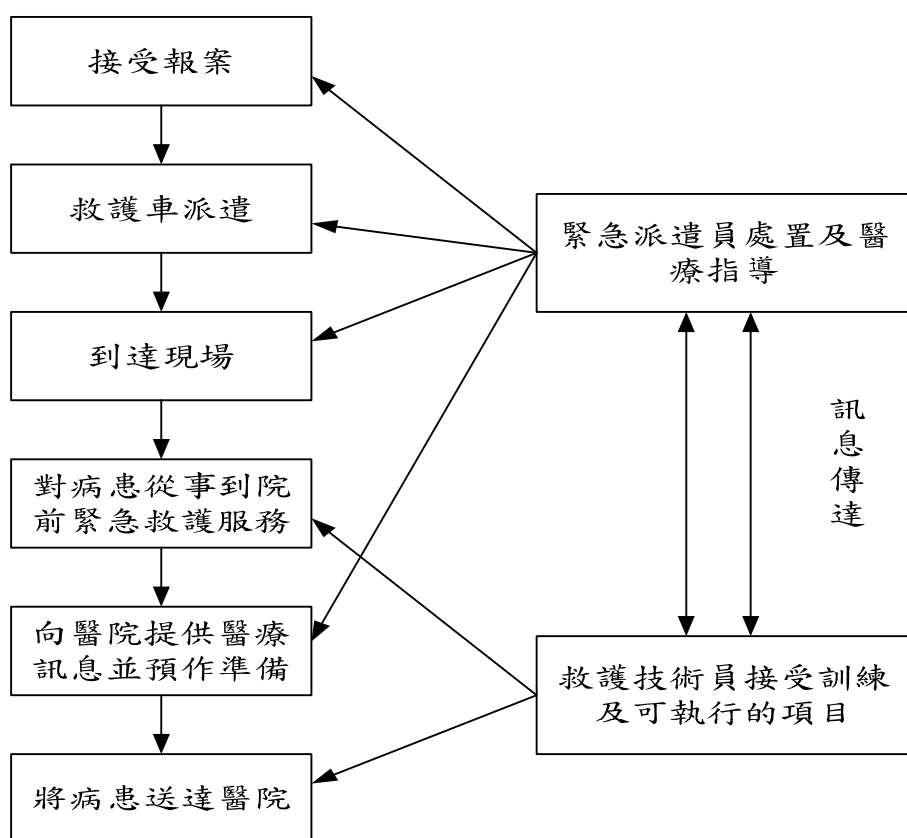 接受報案
救護車派遣
到達現場
對病患從事到院
前緊急救護服務
向醫院提供醫療
訊息並預作準備
將病患送達醫院
緊急派遣員處置及醫
療指導
訊
息
傳
達
救護技術員接受訓練
及可執行的項目